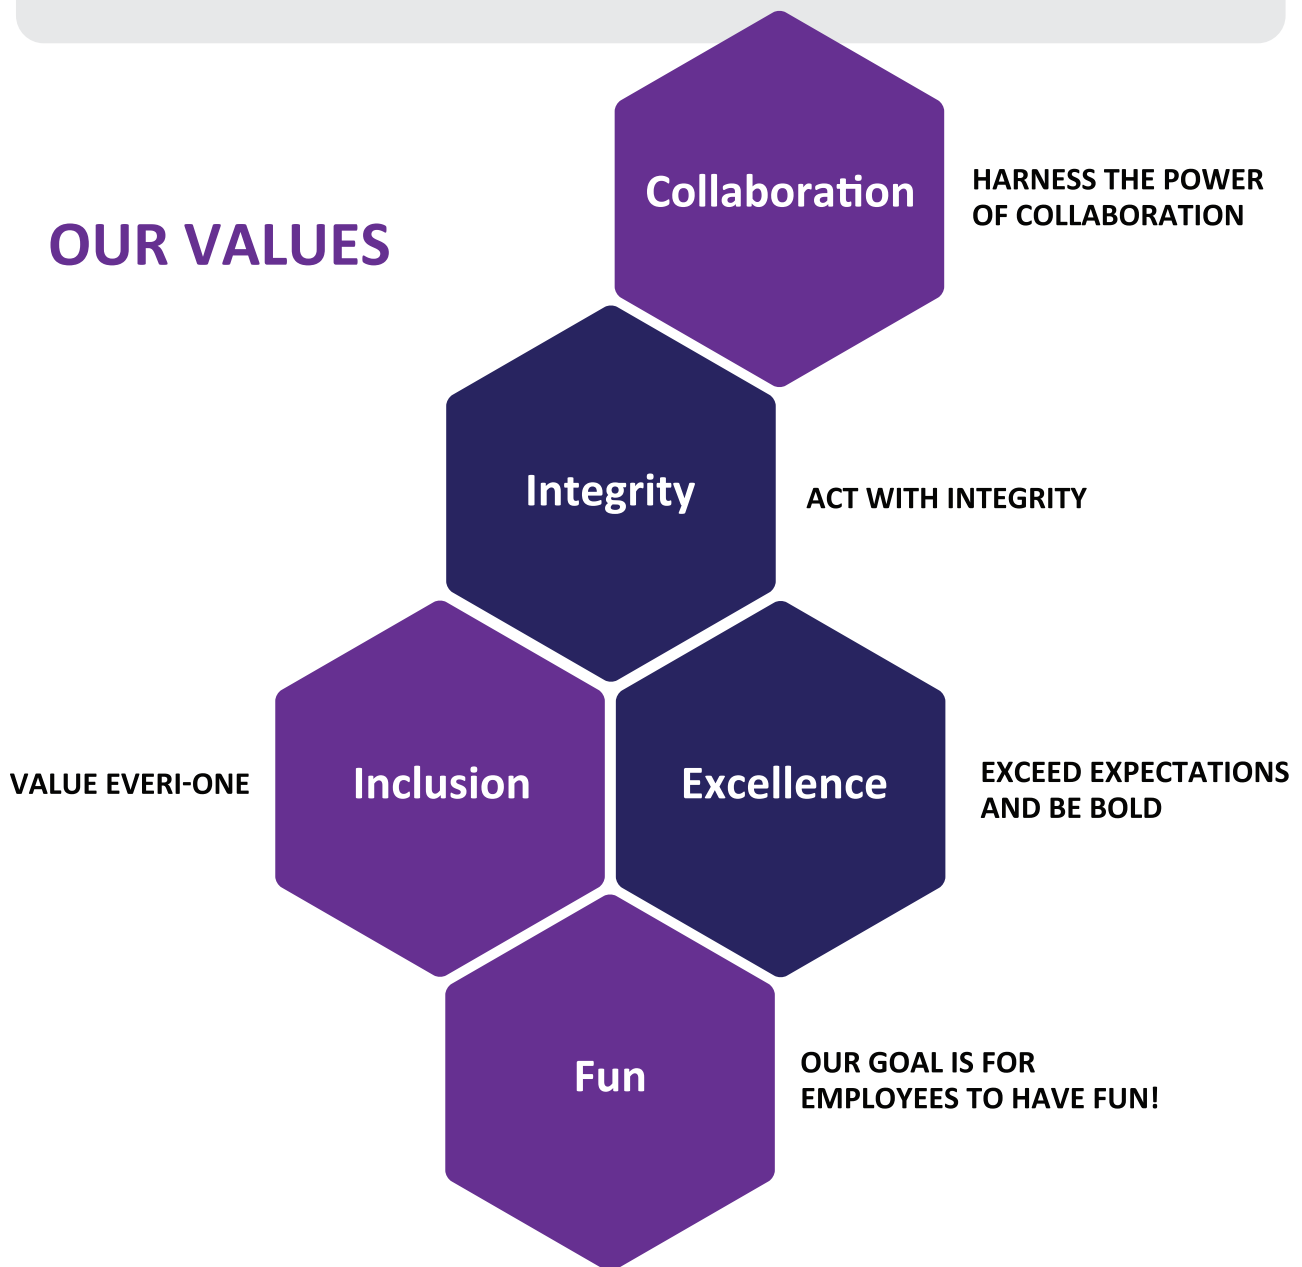 OUR VALUES
Collaboration
HARNESS THE POWER
OF COLLABORATION
Integrity
ACT WITH INTEGRITY
VALUE EVERI-ONE
Inclusion
Excellence
EXCEED EXPECTATIONS
AND BE BOLD
Fun
OUR GOAL IS FOR
EMPLOYEES TO HAVE FUN!